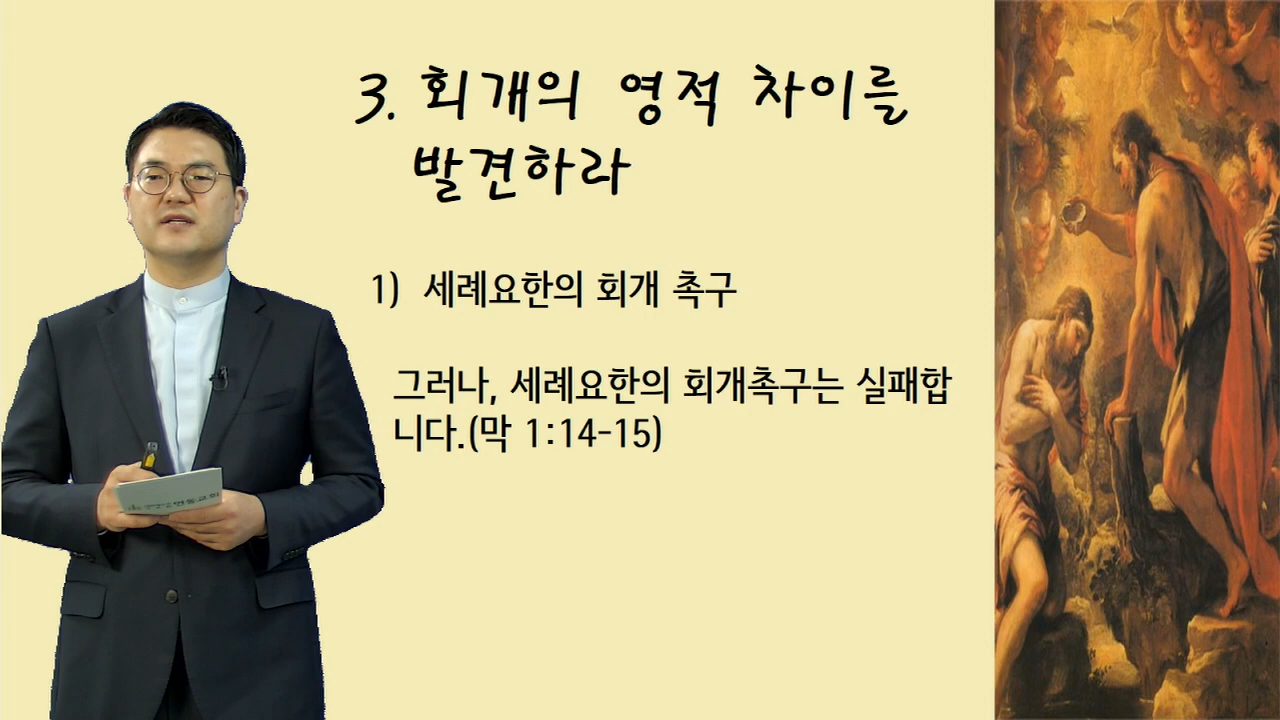 3. 회개의 영적 차이를
발견하라
1) 세례요한의 회개 촉구
그러나, 세례요한의 회개촉구는 실패합
니다.(막 1:14-15)